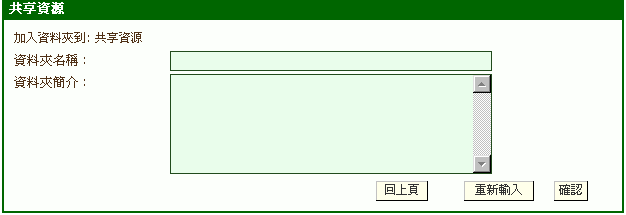 共享資源
加入資料夾到: 共享資源
資料夾名稱：
資料夾簡介：
回上頁 重新輸入 確認